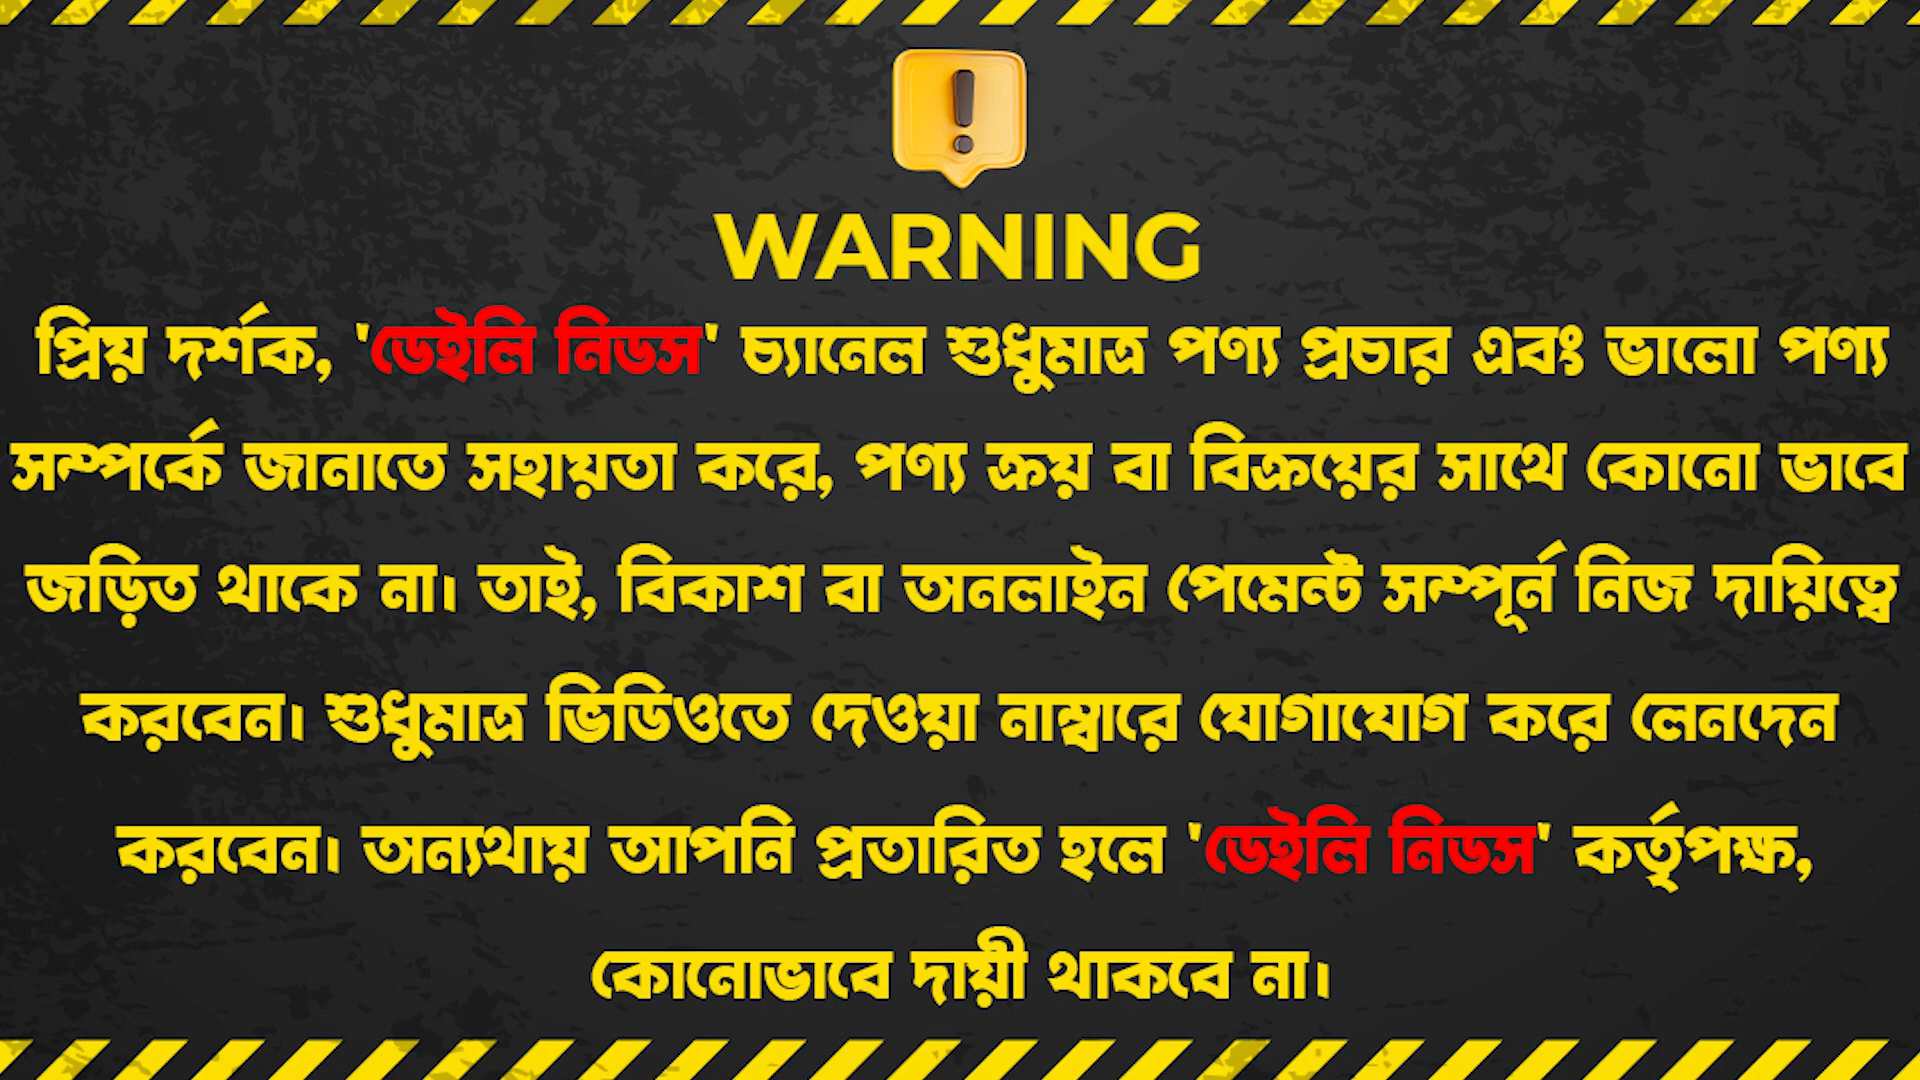 WARNING
প্রিয় দর্শক, 'ডেইলি নিডস' চ্যানেল শুধুমাত্র পণ্য প্রচার এবং ভালো পণ্য
সম্পর্কে জানাতে সহায়তা করে, পণ্য ক্রয় বা বিক্রয়ের সাথে কোনো ভাবে
জড়িত থাকে না। তাই, বিকাশ বা অনলাইন পেমেন্ট সম্পূর্ন নিজ দায়িত্বে
করবেন। শুধুমাত্র ভিডিওতে দেওয়া নাম্বারে যোগাযোগ করে লেনদেন
করবেন। অন্যথায় আপনি প্রতারিত হলে 'ডেইলি নিডস' কর্তৃপক্ষ,
কোনোভাবে দায়ী থাকবে না।